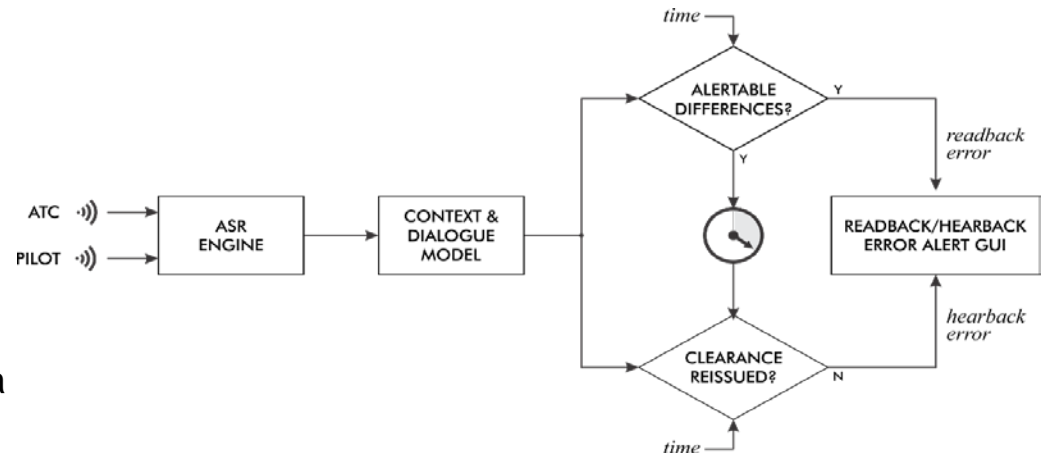 time
ALERTABLE
DIFFERENCES?
Y
Y
readback
error
ATC
PILOT
ASR
ENGINE
CONTEXT &
DIALOGUE
MODEL
READBACK/HEARBACK
ERROR ALERT GUI
hearback
error
CLEARANCE
REISSUED?
N
a
time